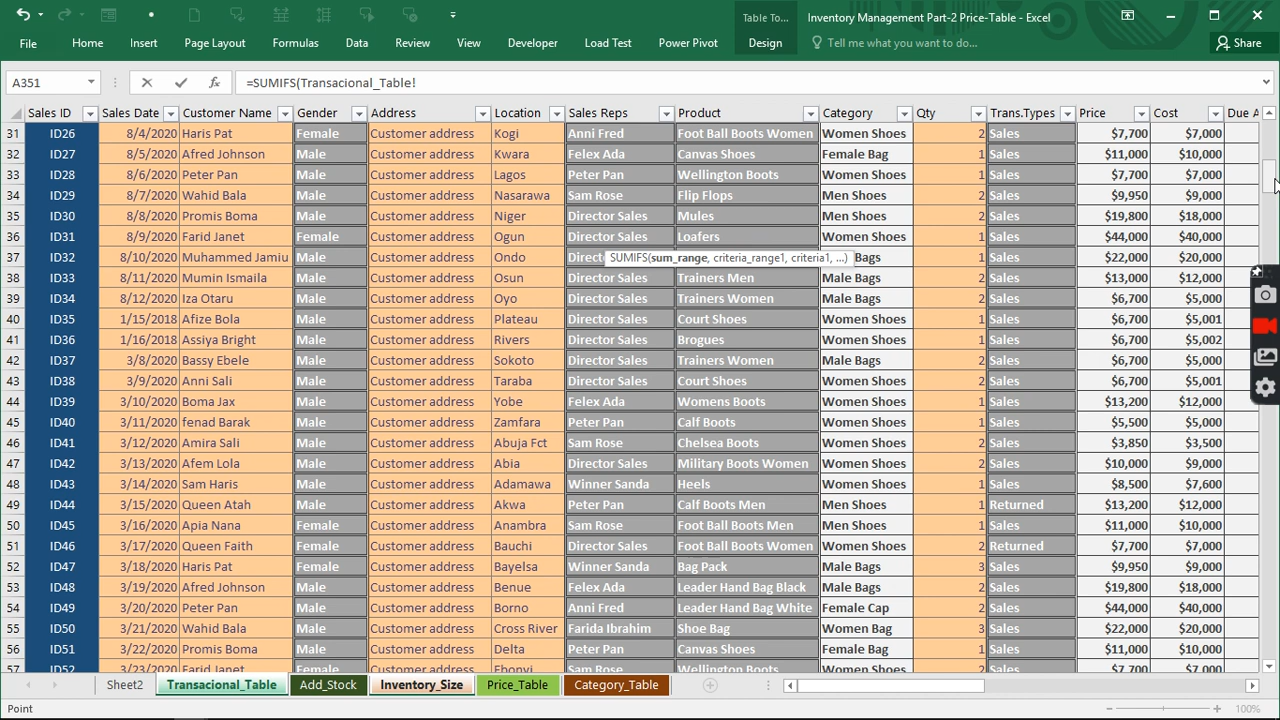 Table To... Inventory Management Part-2 Price-Table - Excel
File Home Insert Page Layout Formulas Data Review View Developer Load Test Power Pivot Design Tell me what you want to do... Share
A351 fx =SUMIFS(Transacional_Table!
Sales ID Sales Date Customer Name Gender Address Location Sales Reps Product Category Qty Trans.Types Price Cost Due A
31 ID26 8/4/2020 Haris Pat Female Customer address Kogi Anni Fred Foot Ball Boots Women Women Shoes 2 Sales $7,700 $7,000
32 ID27 8/5/2020 Afred Johnson Male Customer address Kwara Felex Ada Canvas Shoes Female Bag 1 Sales $11,000 $10,000
33 ID28 8/6/2020 Peter Pan Male Customer address Lagos Peter Pan Wellington Boots Women Shoes 1 Sales $7,700 $7,000
34 ID29 8/7/2020 Wahid Bala Male Customer address Nasarawa Sam Rose Flip Flops Men Shoes 2 Sales $9,950 $9,000
35 ID30 8/8/2020 Promis Boma Male Customer address Niger Director Sales Mules Men Shoes 2 Sales $19,800 $18,000
36 ID31 8/9/2020 Farid Janet Female Customer address Ogun Director Sales Loafers Women Shoes 1 Sales $44,000 $40,000
37 ID32 8/10/2020 Muhammed Jamiu Male Customer address Ondo Direc SUMIFS(sum_range, criteria_range1, criteria1, ...) Bags 1 Sales $22,000 $20,000
38 ID33 8/11/2020 Mumin Ismaila Male Customer address Osun Director Sales Trainers Men Male Bags 2 Sales $13,000 $12,000
39 ID34 8/12/2020 Iza Otaru Male Customer address Oyo Director Sales Trainers Women Male Bags 2 Sales $6,700 $5,000
40 ID35 1/15/2018 Afize Bola Male Customer address Plateau Director Sales Court Shoes Women Shoes 1 Sales $6,700 $5,001
41 ID36 1/16/2018 Assiya Bright Male Customer address Rivers Director Sales Brogues Women Shoes 1 Sales $6,700 $5,002
42 ID37 3/8/2020 Bassy Ebele Male Customer address Sokoto Director Sales Trainers Women Male Bags 2 Sales $6,700 $5,000
43 ID38 3/9/2020 Anni Sali Male Customer address Taraba Director Sales Court Shoes Women Shoes 1 Sales $6,700 $5,001
44 ID39 3/10/2020 Boma Jax Male Customer address Yobe Felex Ada Womens Boots Women Shoes 1 Sales $13,200 $12,000
45 ID40 3/11/2020 fenad Barak Male Customer address Zamfara Peter Pan Calf Boots Women Shoes 1 Sales $5,500 $5,000
46 ID41 3/12/2020 Amira Sali Male Customer address Abuja Fct Sam Rose Chelsea Boots Women Shoes 1 Sales $3,850 $3,500
47 ID42 3/13/2020 Afem Lola Male Customer address Abia Director Sales Military Boots Women Women Shoes 2 Sales $10,000 $9,000
48 ID43 3/14/2020 Sam Haris Male Customer address Adamawa Winner Sanda Heels Women Shoes 1 Sales $8,500 $7,600
49 ID44 3/15/2020 Queen Atah Male Customer address Akwa Peter Pan Calf Boots Men Men Shoes 1 Returned $13,200 $12,000
50 ID45 3/16/2020 Apia Nana Female Customer address Anambra Sam Rose Foot Ball Boots Men Men Shoes 1 Sales $11,000 $10,000
51 ID46 3/17/2020 Queen Faith Female Customer address Bauchi Director Sales Foot Ball Boots Women Women Shoes 2 Returned $7,700 $7,000
52 ID47 3/18/2020 Haris Pat Female Customer address Bayelsa Winner Sanda Bag Pack Male Bags 3 Sales $9,950 $9,000
53 ID48 3/19/2020 Afred Johnson Male Customer address Benue Felex Ada Leader Hand Bag Black Male Bags 2 Sales $19,800 $18,000
54 ID49 3/20/2020 Peter Pan Male Customer address Borno Anni Fred Leader Hand Bag White Female Cap 2 Sales $44,000 $40,000
55 ID50 3/21/2020 Wahid Bala Male Customer address Cross River Farida Ibrahim Shoe Bag Women Bag 3 Sales $22,000 $20,000
56 ID51 3/22/2020 Promis Boma Male Customer address Delta Peter Pan Canvas Shoes Female Bag 1 Sales $11,000 $10,000
57 ID52 3/23/2020 Farid Janet Female Customer address Ebonyi Sam Rose Wellington Boots Women Shoes 2 Sales $7,700 $7,000
Sheet2 Transacional_Table Add_Stock Inventory_Size Price_Table Category_Table
Point 100%